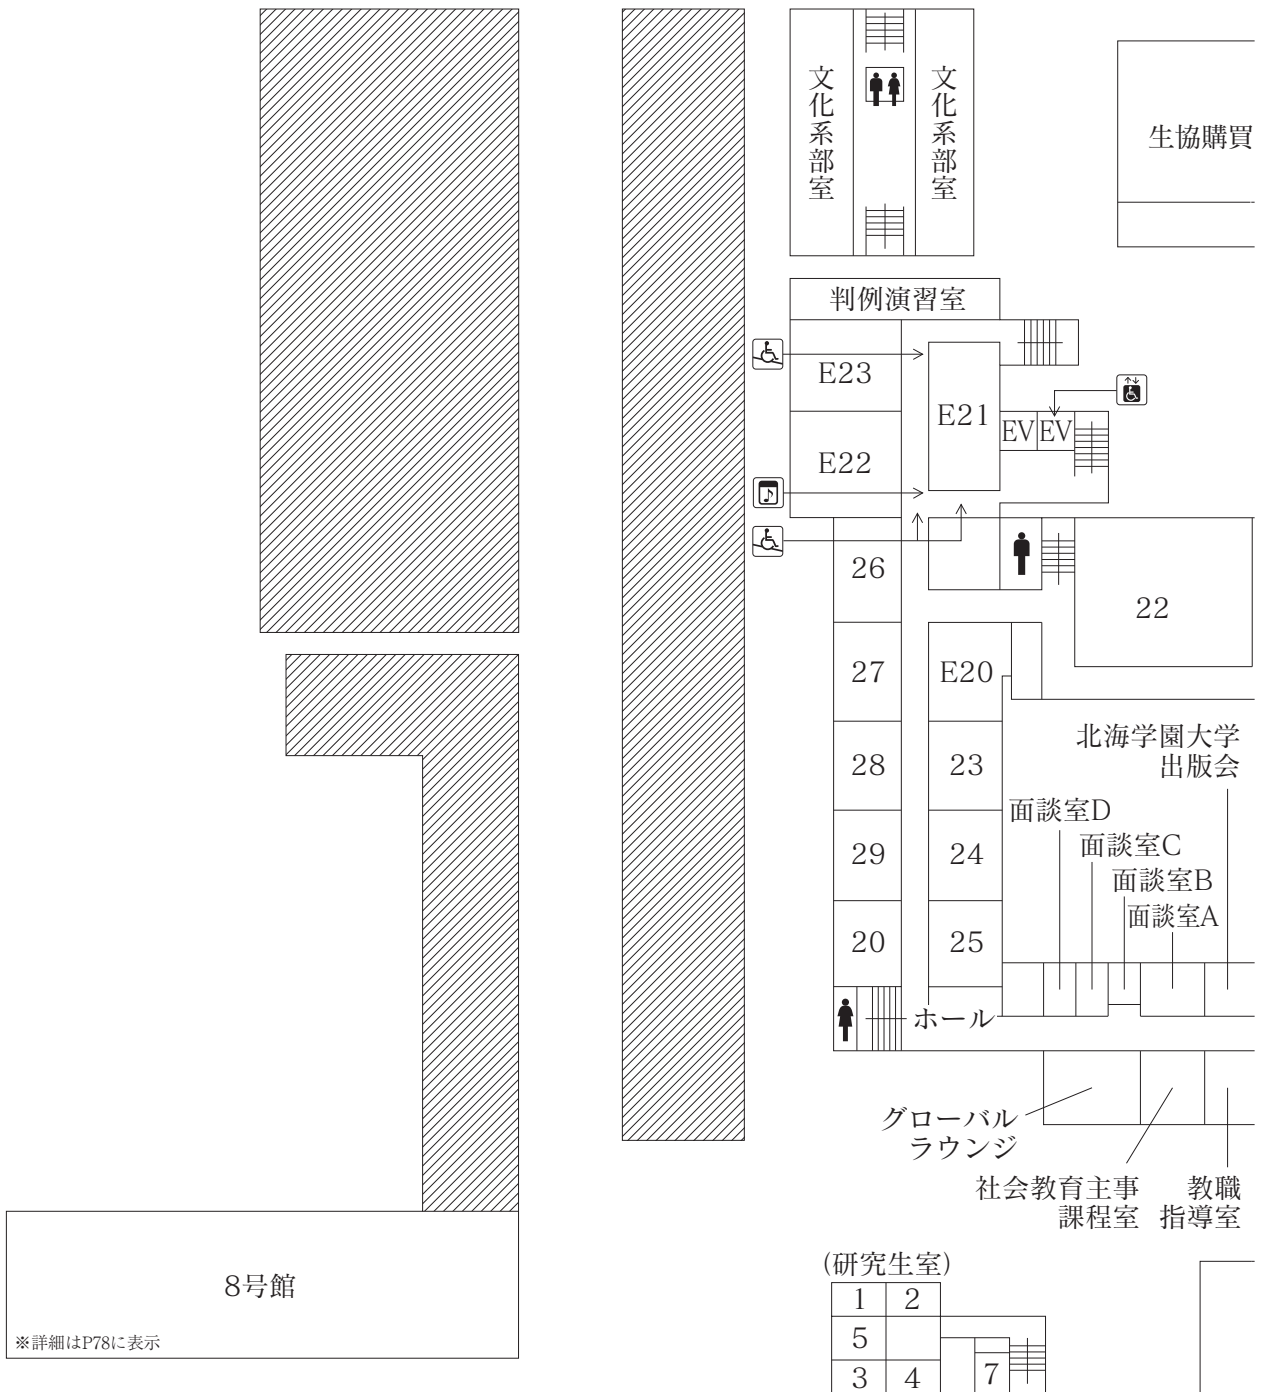 文化系部室
文化系部室
生協購買
判例演習室
E23
E21
EV
EV
E22
26
22
27
E20
北海学園大学
出版会
28
23
面談室D
面談室C
29
24
面談室B
面談室A
20
25
ホール
グローバル
ラウンジ
社会教育主事
課程室
教職
指導室
8号館
※詳細はP78に表示
(研究生室)
1
2
5
3
4
7